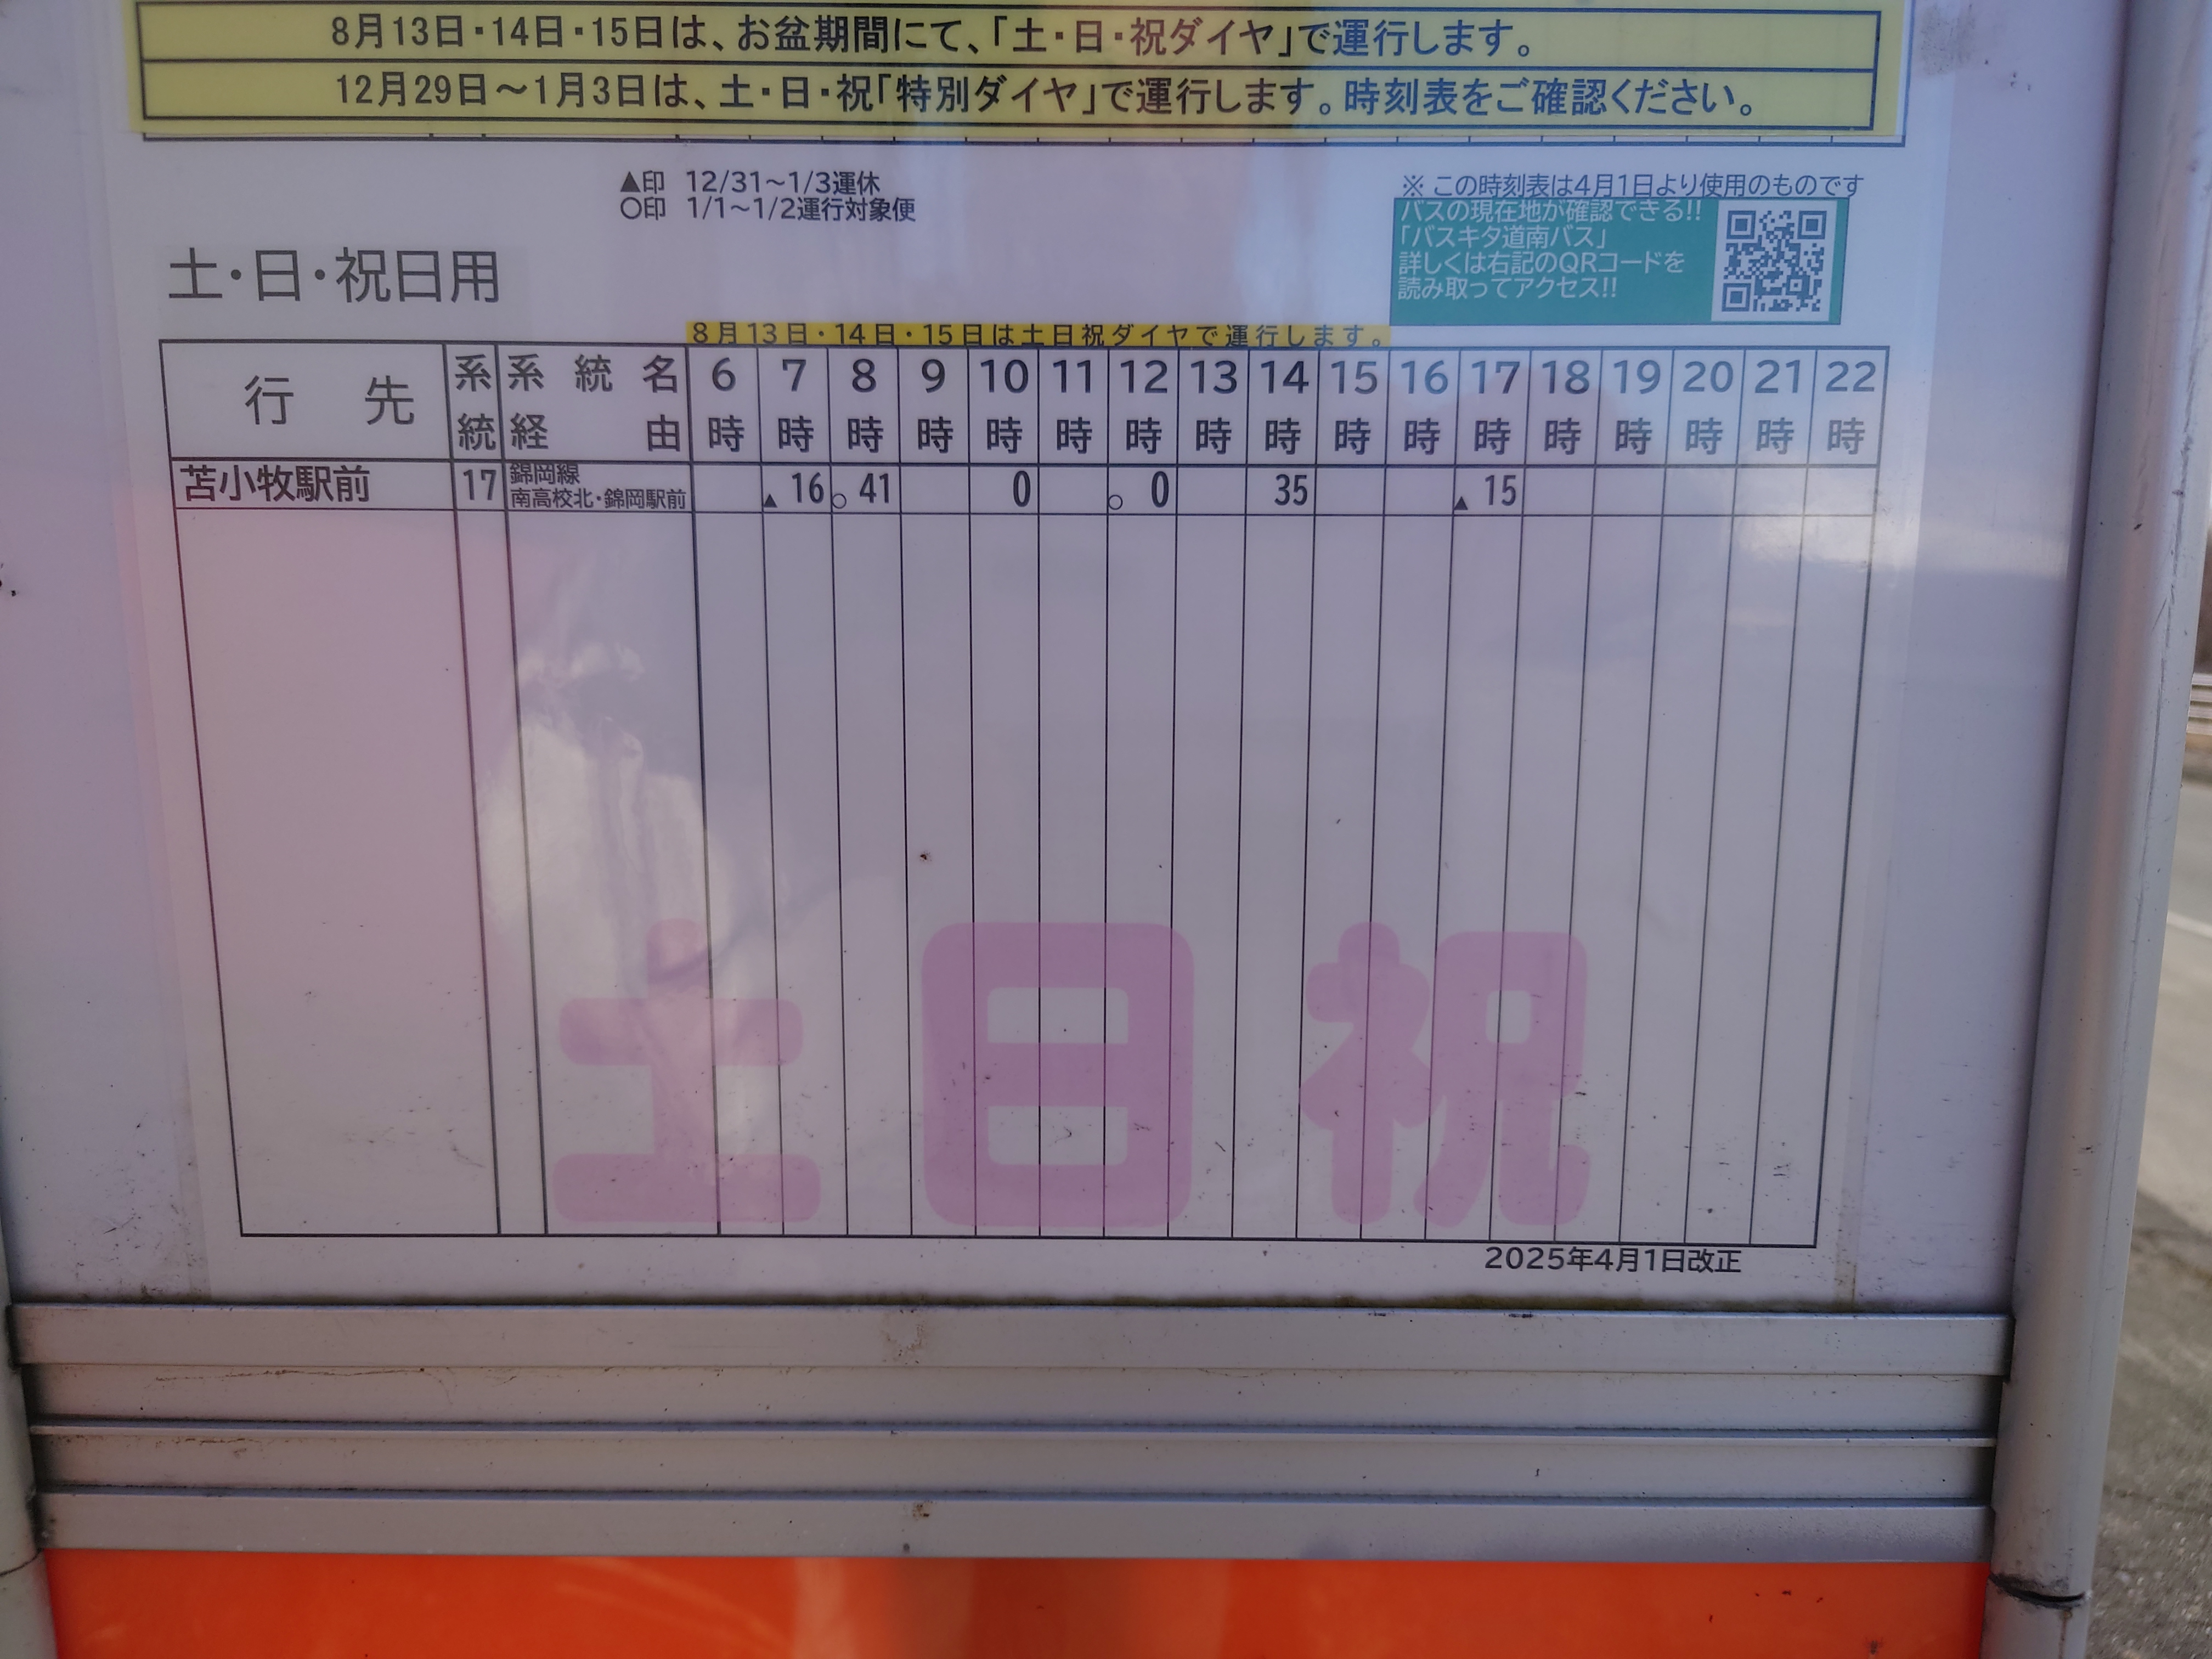 8月13日・14日・15日は、お盆期間にて、「土・日・祝ダイヤ」で運行します。
12月29日～1月3日は、土・日・祝「特別ダイヤ」で運行します。時刻表をご確認ください。
▲印 12/31～1/3運休
〇印 1/1～1/2運行対象便
※ この時刻表は4月1日より使用のものです
バスの現在地が確認できる!!
「バスキタ道南バス」
詳しくは右記のQRコードを
読み取ってアクセス!!
土・日・祝日用
8月13日・14日・15日は土日祝ダイヤで運行します。
行先 系統 系統名 経由 6時 7時 8時 9時 10時 11時 12時 13時 14時 15時 16時 17時 18時 19時 20時 21時 22時
苫小牧駅前 17 錦岡線 南高校北・錦岡駅前 ▲ 16 ○ 41 0 ○ 0 35 ▲ 15
土日祝
2025年4月1日改正